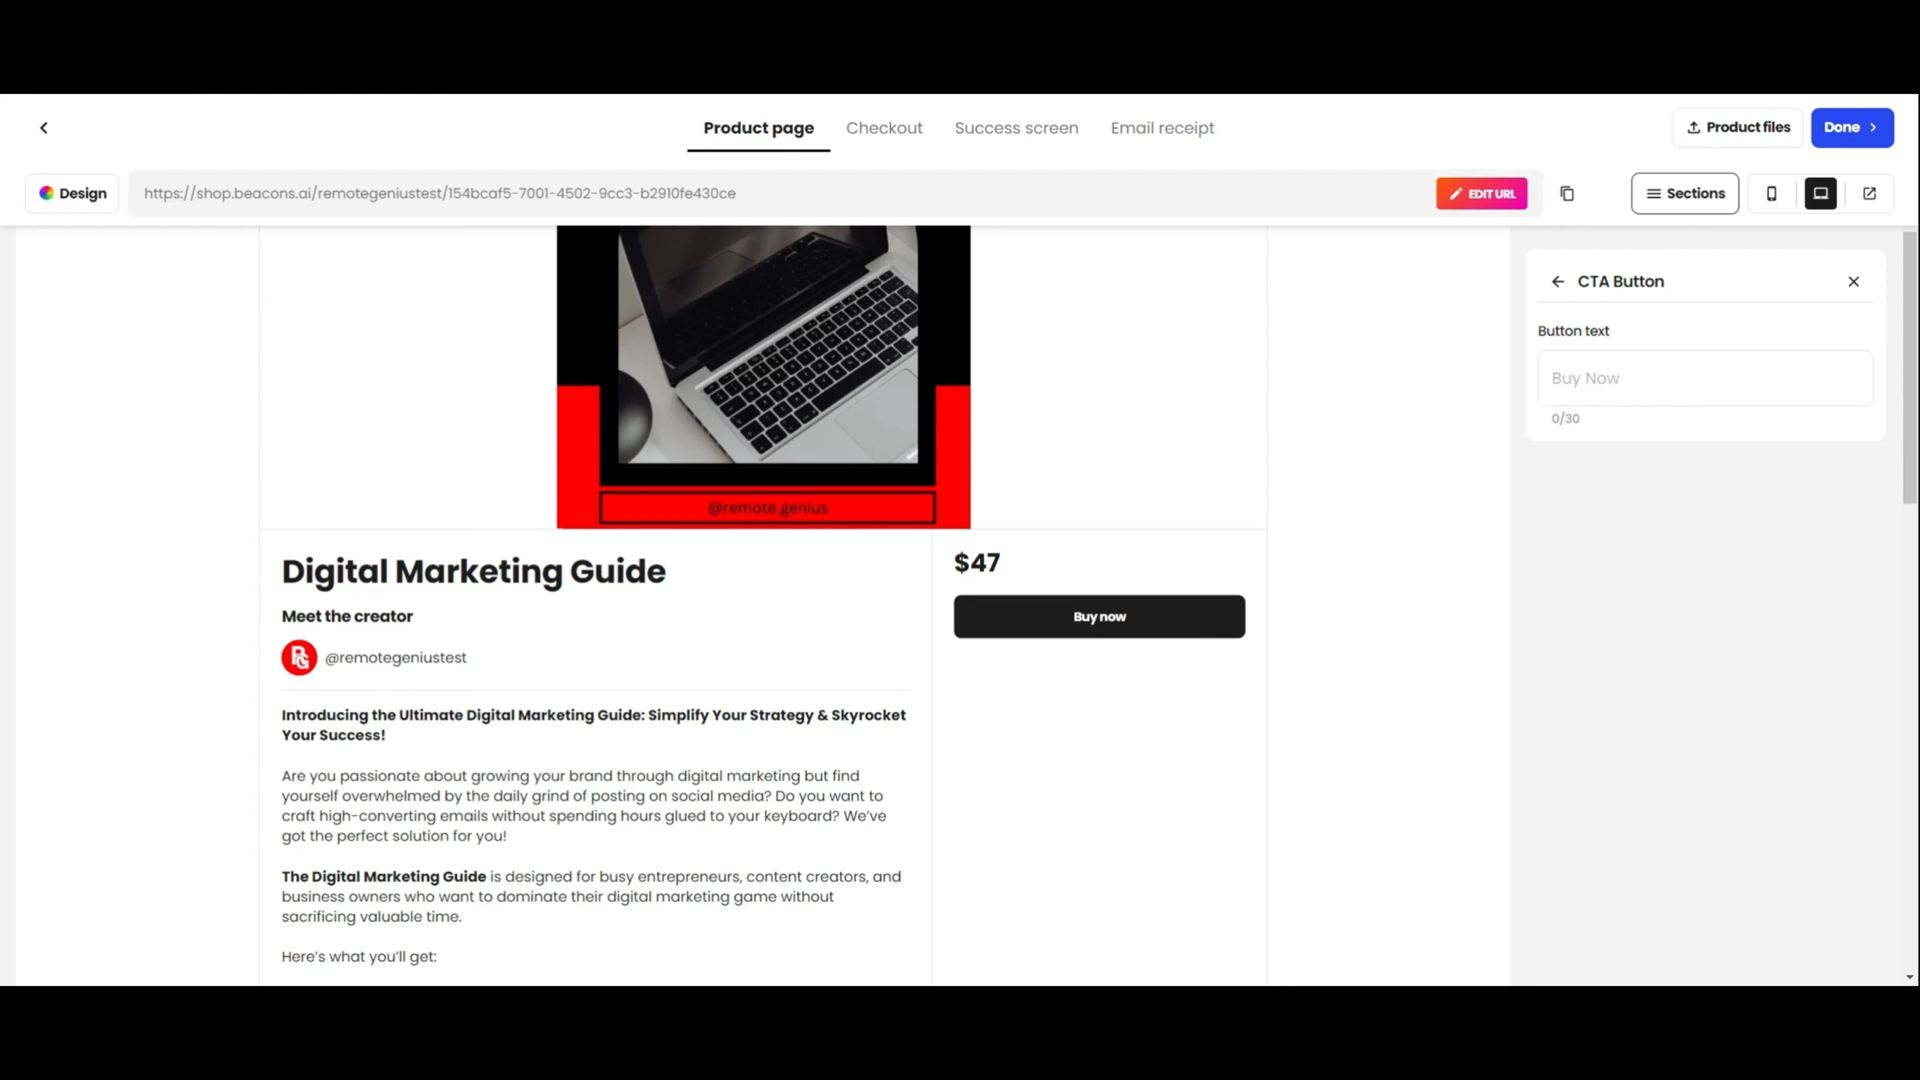 Product page
Checkout
Success screen
Email receipt
Product files
Done
Design
https://shop.beacons.ai/remotegeniustest/154bcaf5-7001-4502-9cc3-b2910fe430ce
EDIT URL
Sections
CTA Button
Button text
Buy Now
0/30
@remote.genius
Digital Marketing Guide
$47
Buy now
Meet the creator
@remotegeniustest
Introducing the Ultimate Digital Marketing Guide: Simplify Your Strategy & Skyrocket
Your Success!
Are you passionate about growing your brand through digital marketing but find
yourself overwhelmed by the daily grind of posting on social media? Do you want to
craft high-converting emails without spending hours glued to your keyboard? We've
got the perfect solution for you!
The Digital Marketing Guide is designed for busy entrepreneurs, content creators, and
business owners who want to dominate their digital marketing game without
sacrificing valuable time.
Here's what you'll get: